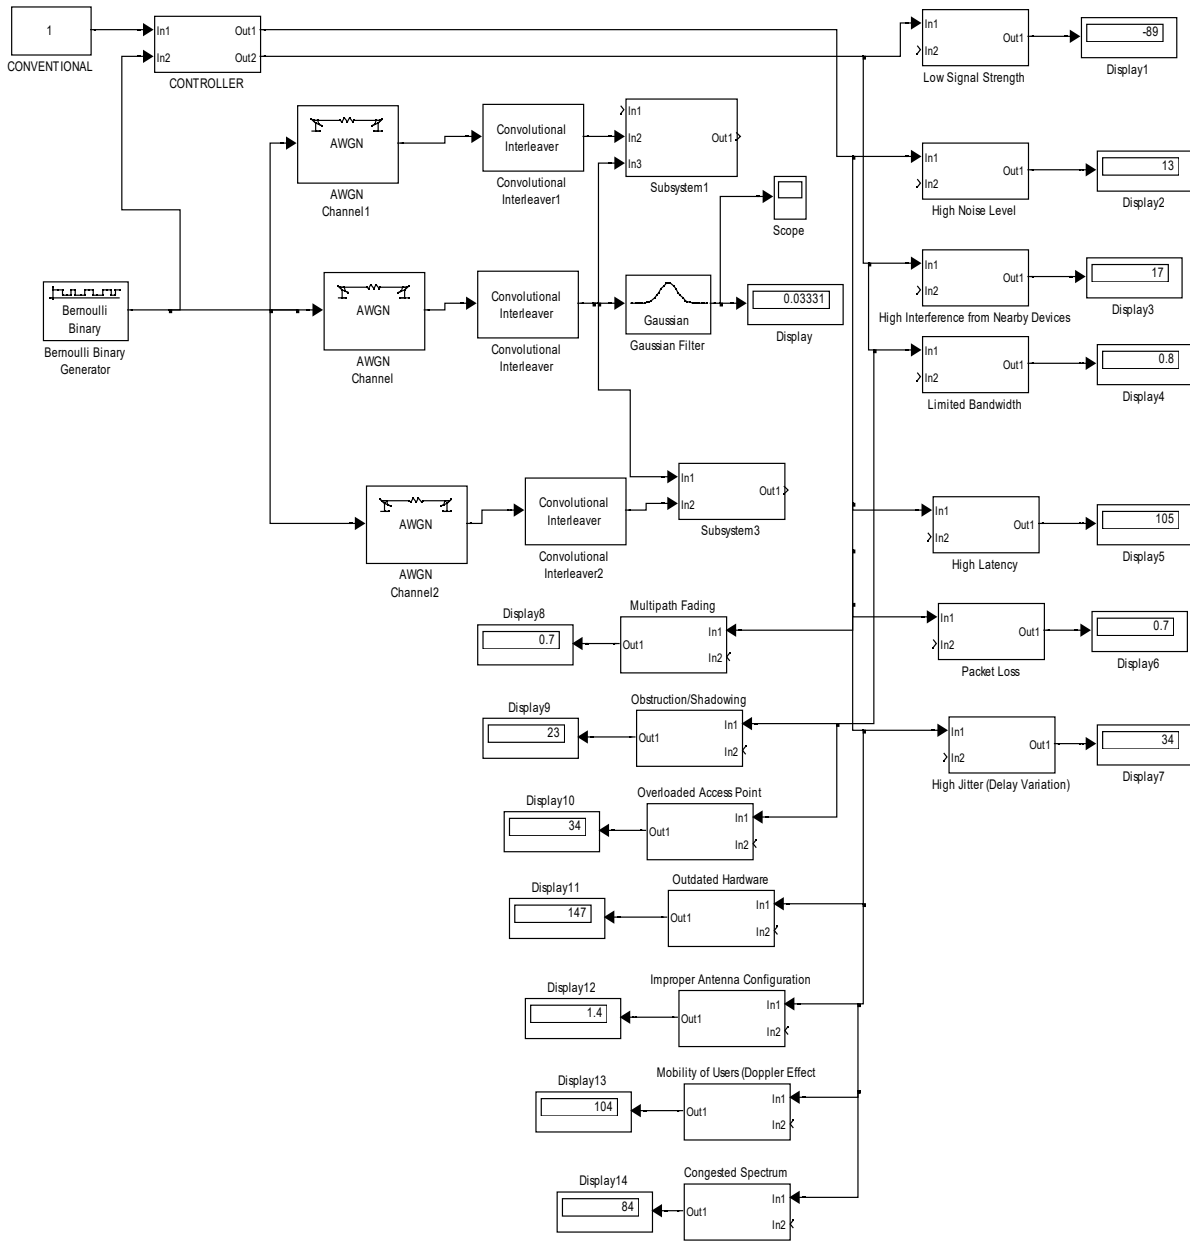 1
CONVENTIONAL
In1
In2
Out1
Out2
CONTROLLER
In1
In2
Out1
Low Signal Strength
-89
Display1
AWGN
AWGN
Channel1
Convolutional
Interleaver
Convolutional
Interleaver1
In1
In2
In3
Out1
Subsystem1
Scope
In1
In2
Out1
High Noise Level
13
Display2
Bernoulli
Binary
Bernoulli Binary
Generator
AWGN
AWGN
Channel
Convolutional
Interleaver
Convolutional
Interleaver
Gaussian
Gaussian Filter
0.03331
Display
In1
In2
Out1
High Interference from Nearby Devices
17
Display3
In1
In2
Out1
Limited Bandwidth
0.8
Display4
AWGN
AWGN
Channel2
Convolutional
Interleaver
Convolutional
Interleaver2
In1
In2
Out1
Subsystem3
In1
In2
Out1
High Latency
105
Display5
Display8
0.7
Multipath Fading
Out1
In1
In2
In1
In2
Out1
Packet Loss
0.7
Display6
Display9
23
Obstruction/Shadowing
Out1
In1
In2
In1
In2
Out1
High Jitter (Delay Variation)
34
Display7
Display10
34
Overloaded Access Point
Out1
In1
In2
Display11
147
Outdated Hardware
Out1
In1
In2
Display12
1.4
Improper Antenna Configuration
Out1
In1
In2
Display13
104
Mobility of Users (Doppler Effect
Out1
In1
In2
Display14
84
Congested Spectrum
Out1
In1
In2